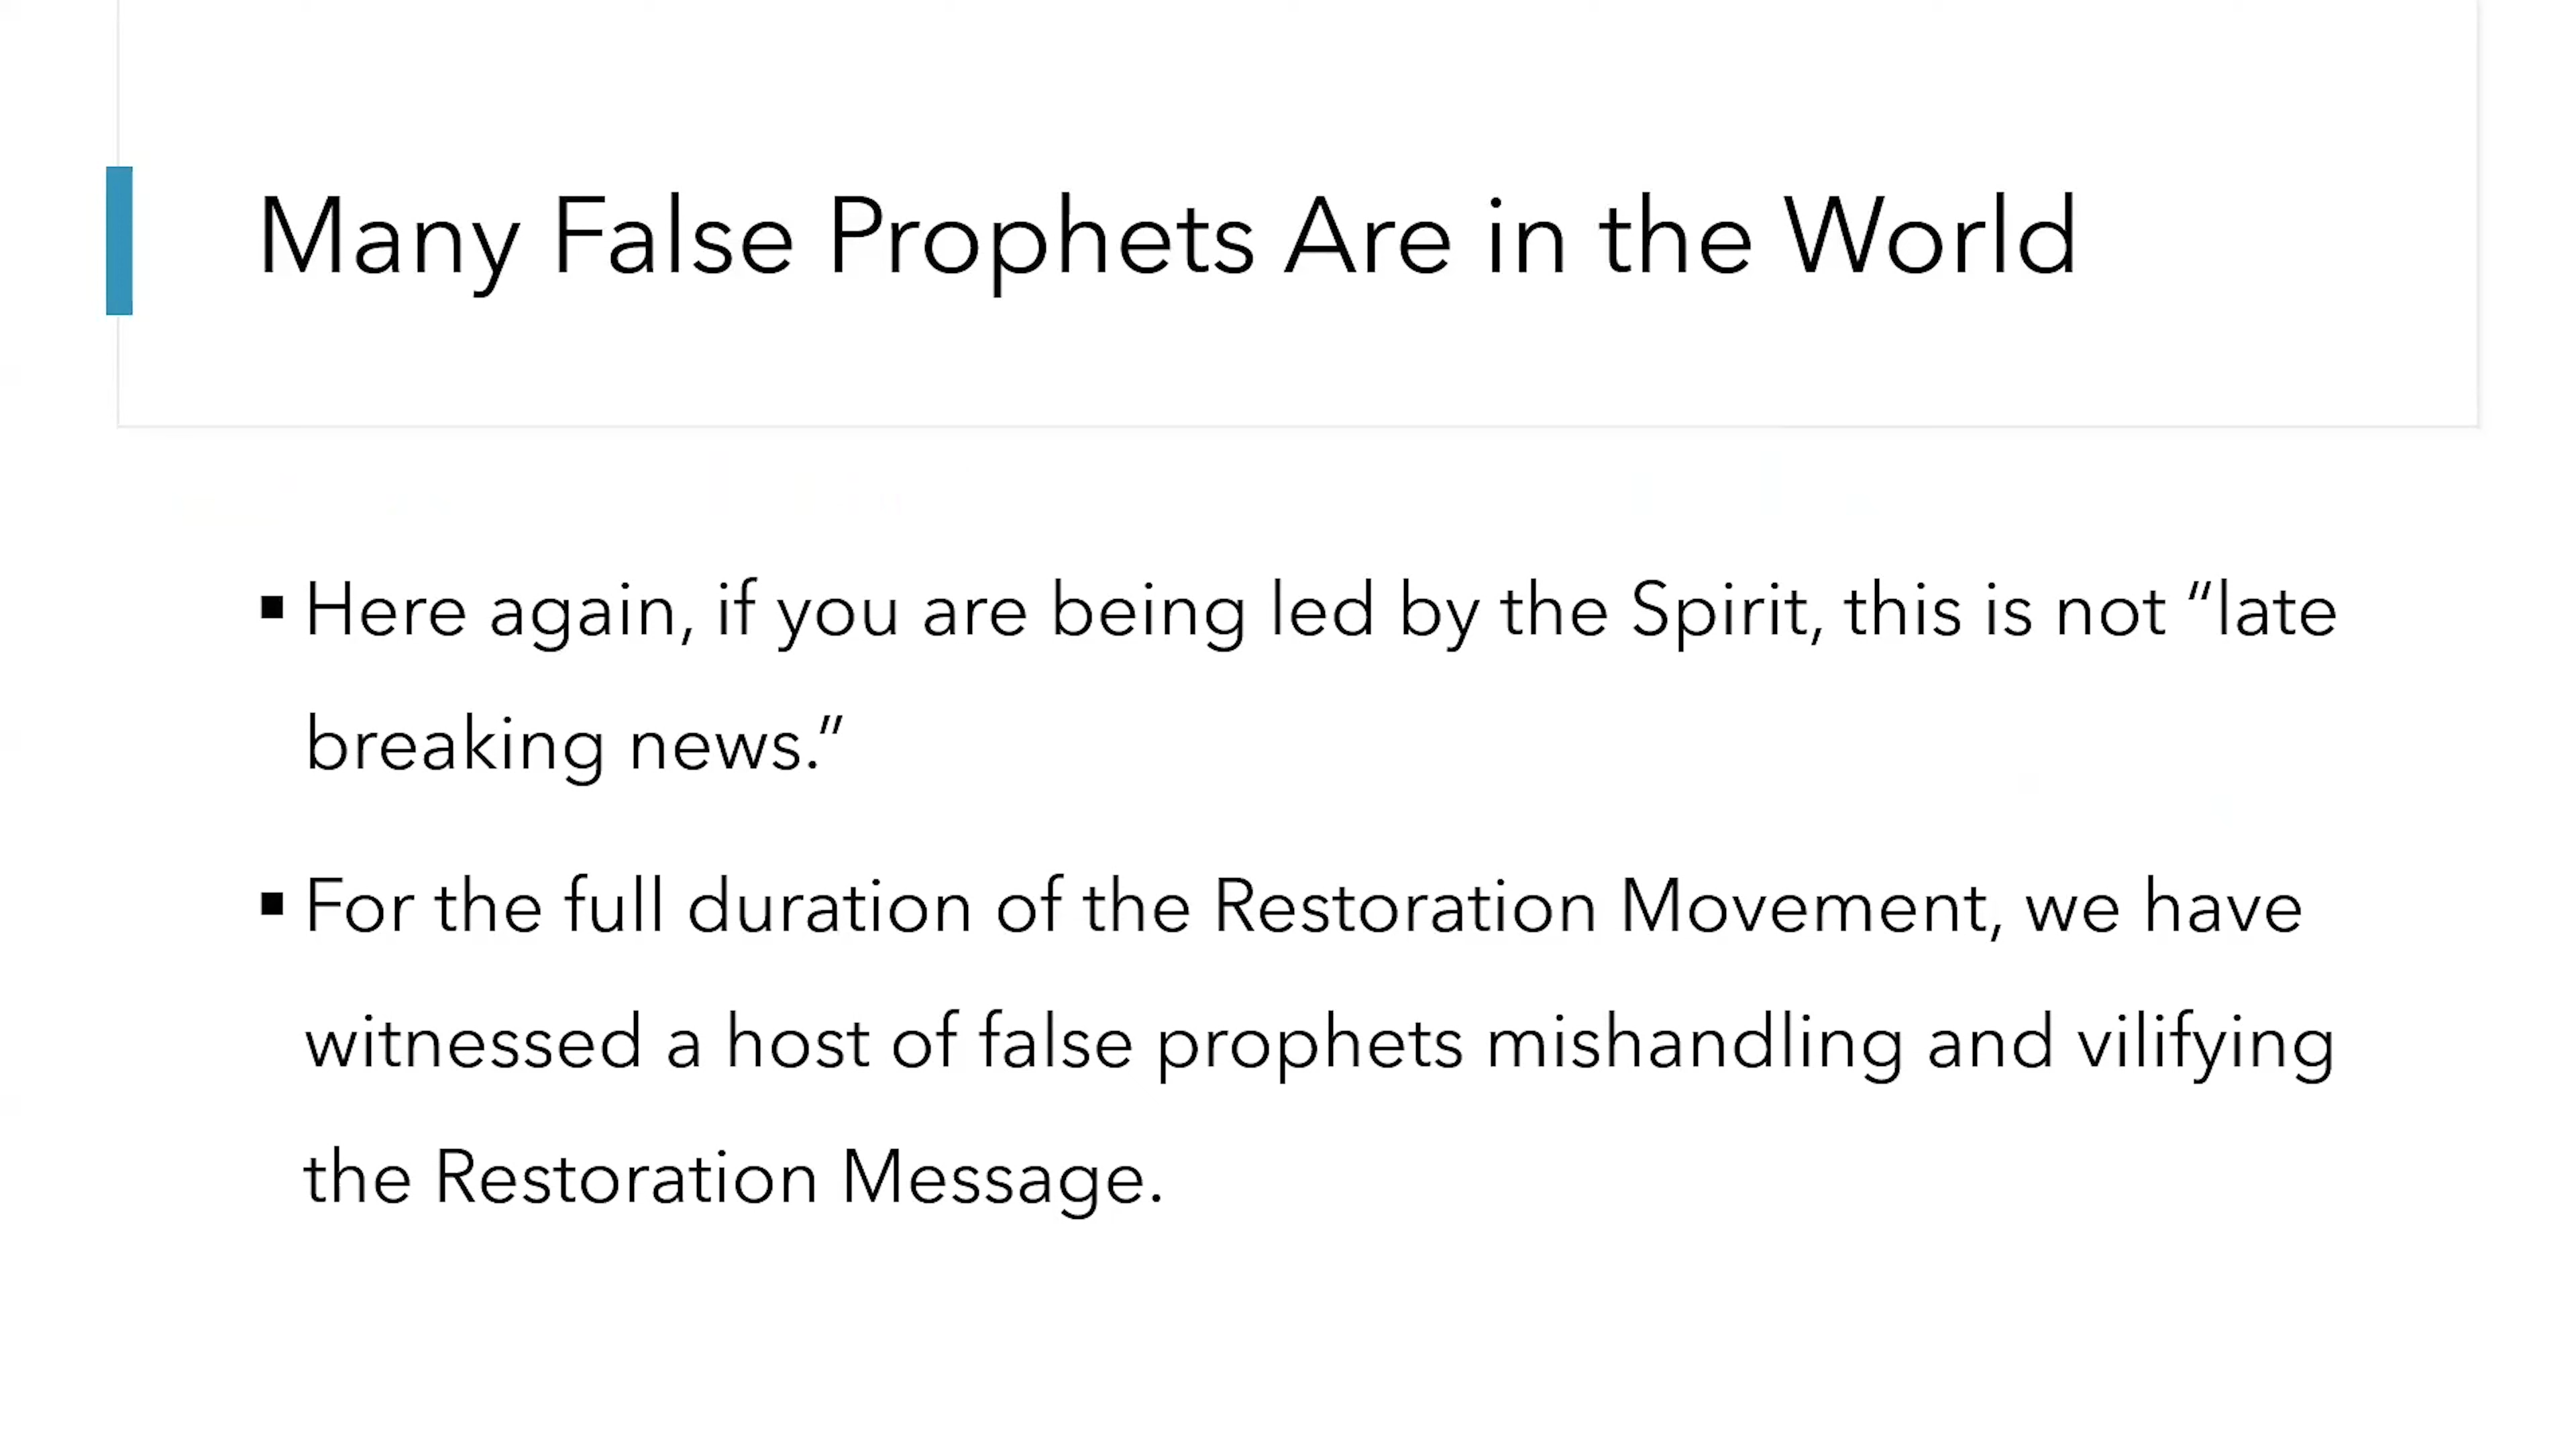 Many False Prophets Are in the World
▪ Here again, if you are being led by the Spirit, this is not “late
breaking news.”
▪ For the full duration of the Restoration Movement, we have
witnessed a host of false prophets mishandling and vilifying
the Restoration Message.